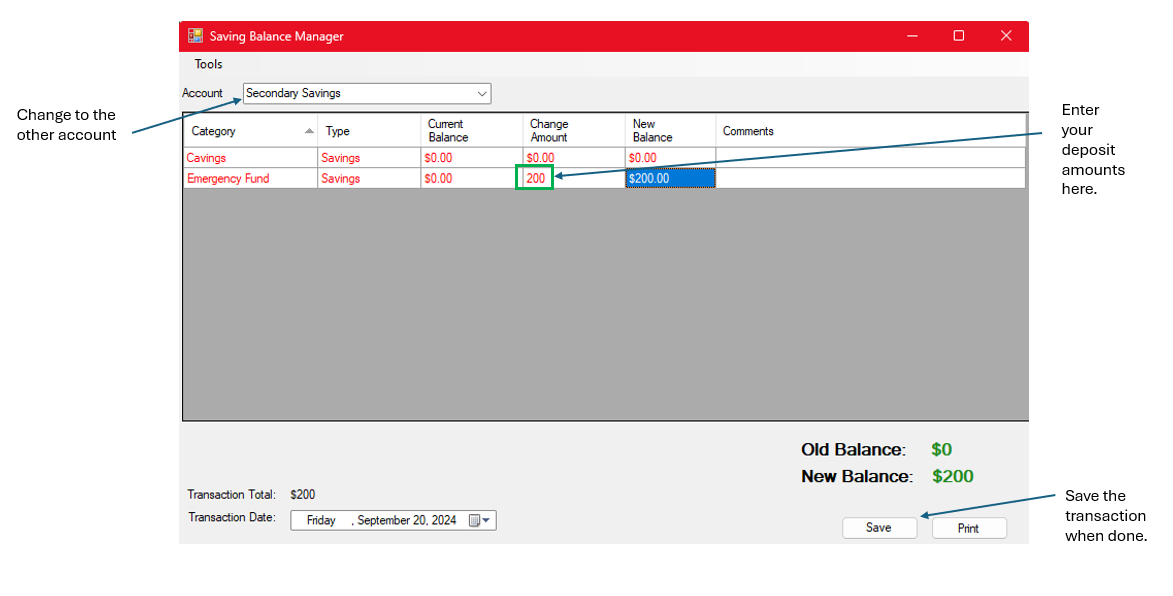 Saving Balance Manager
Tools
Account Secondary Savings
Change to the
other account
Enter
your
deposit
amounts
here.
Category Type Current Balance Change Amount New Balance Comments
Cavings Savings $0.00 $0.00 $0.00
Emergency Fund Savings $0.00 200 $200.00
Old Balance: $0
New Balance: $200
Transaction Total: $200
Transaction Date: Friday , September 20, 2024
Save Print
Save the
transaction
when done.